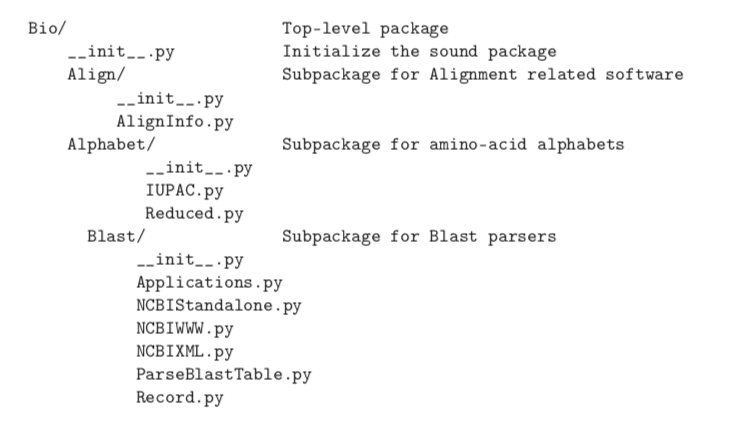 Bio/ Top-level package
__init__.py Initialize the sound package
Align/ Subpackage for Alignment related software
__init__.py
AlignInfo.py
Alphabet/ Subpackage for amino-acid alphabets
__init__.py
IUPAC.py
Reduced.py
Blast/ Subpackage for Blast parsers
__init__.py
Applications.py
NCBIStandalone.py
NCBIWWW.py
NCBIXML.py
ParseBlastTable.py
Record.py